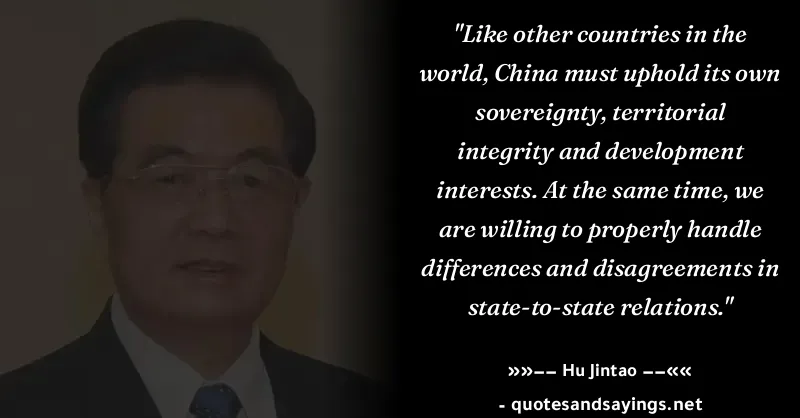 "Like other countries in the
world, China must uphold its own
sovereignty, territorial
integrity and development
interests. At the same time, we
are willing to properly handle
differences and disagreements in
state-to-state relations."
»»−− Hu Jintao −−««
- quotesandsayings.net